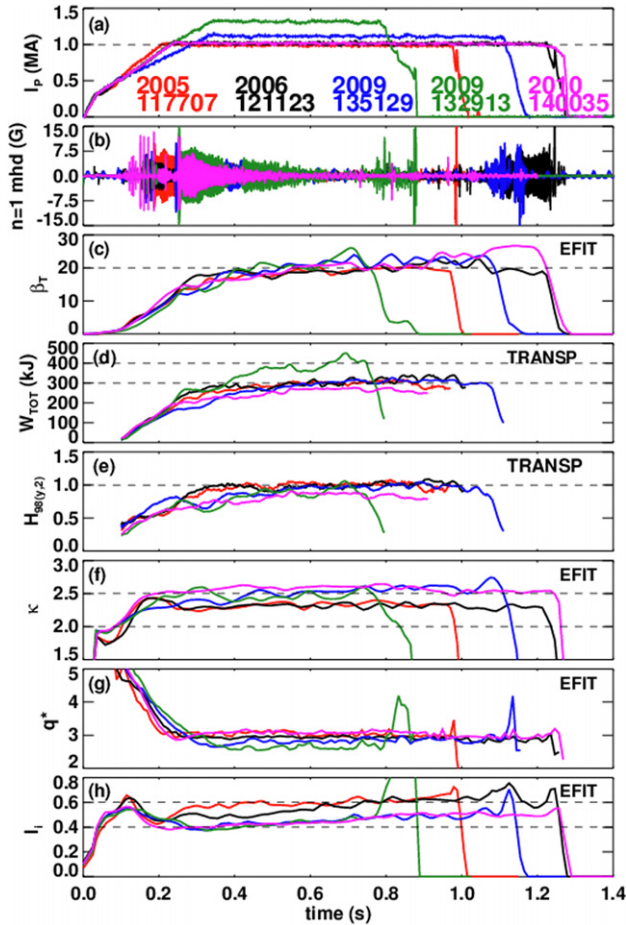 (a)
I_P (MA)
1.5
1.0
0.5
0.0
2005 2006 2009 2009 2010
117707 121123 135129 132913 140035
(b)
n=1 mhd (G)
15.0
7.5
0.0
-7.5
-15.0
(c) EFIT
β_T
30
20
10
0
(d) TRANSP
W_TOT (kJ)
500
400
300
200
100
0
(e) TRANSP
H_98(y,2)
1.5
1.0
0.5
0.0
(f) EFIT
κ
3.0
2.5
2.0
1.5
(g) EFIT
q*
5
4
3
2
(h) EFIT
l_i
0.8
0.6
0.4
0.2
0.0
0.0 0.2 0.4 0.6 0.8 1.0 1.2 1.4
time (s)